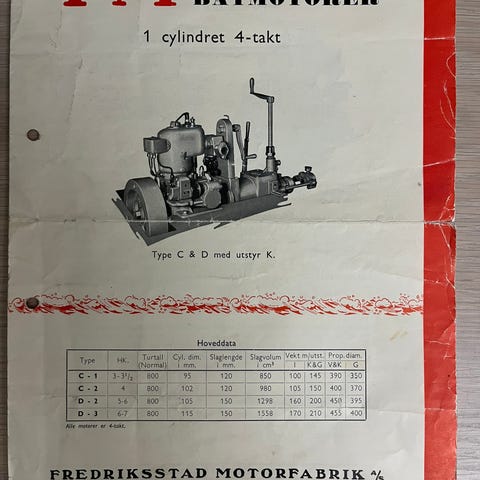 BÅTMOTORER
1 cylindret 4-takt
Type C & D med utstyr K.
Hoveddata
Type HK. Turtall (Normal) Cyl. dim. i mm. Slaglengde i mm. Slagvolum i cm³ Vekt m/utst. I K&G Prop. diam. V&K G
C - 1 3-3½ 800 95 120 850 100 145 390 350
C - 2 4 800 102 120 980 105 150 400 370
D - 2 5-6 800 105 150 1298 160 200 450 395
D - 3 6-7 800 115 150 1558 170 210 455 400
Alle motorer er 4-takt.
FREDRIKSSTAD MOTORFABRIK A/S